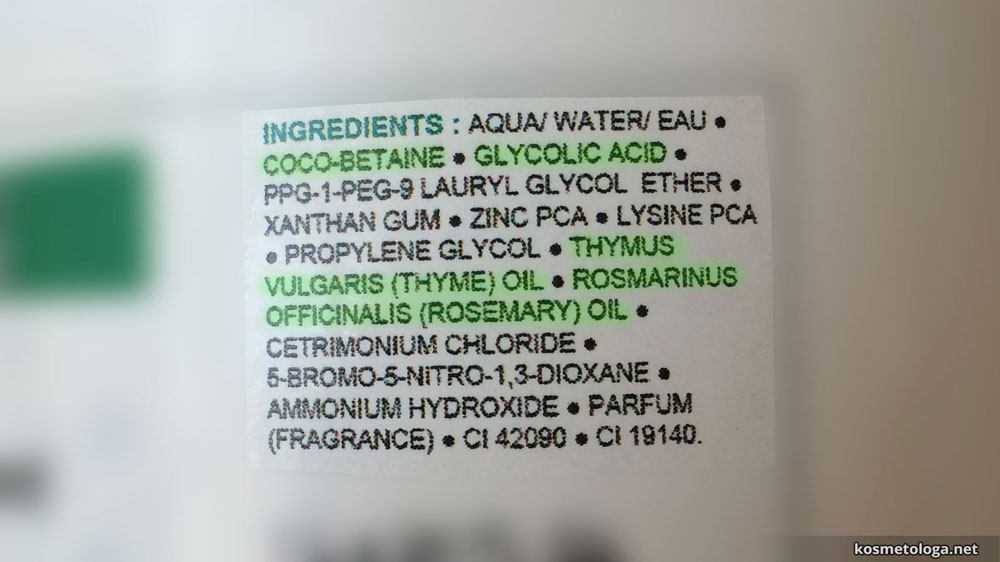 INGREDIENTS : AQUA/ WATER/ EAU •
COCO-BETAINE • GLYCOLIC ACID •
PPG-1-PEG-9 LAURYL GLYCOL ETHER •
XANTHAN GUM • ZINC PCA • LYSINE PCA
• PROPYLENE GLYCOL • THYMUS
VULGARIS (THYME) OIL • ROSMARINUS
OFFICINALIS (ROSEMARY) OIL •
CETRIMONIUM CHLORIDE •
5-BROMO-5-NITRO-1,3-DIOXANE •
AMMONIUM HYDROXIDE • PARFUM
(FRAGRANCE) • CI 42090 • CI 19140.
kosmetologa.net